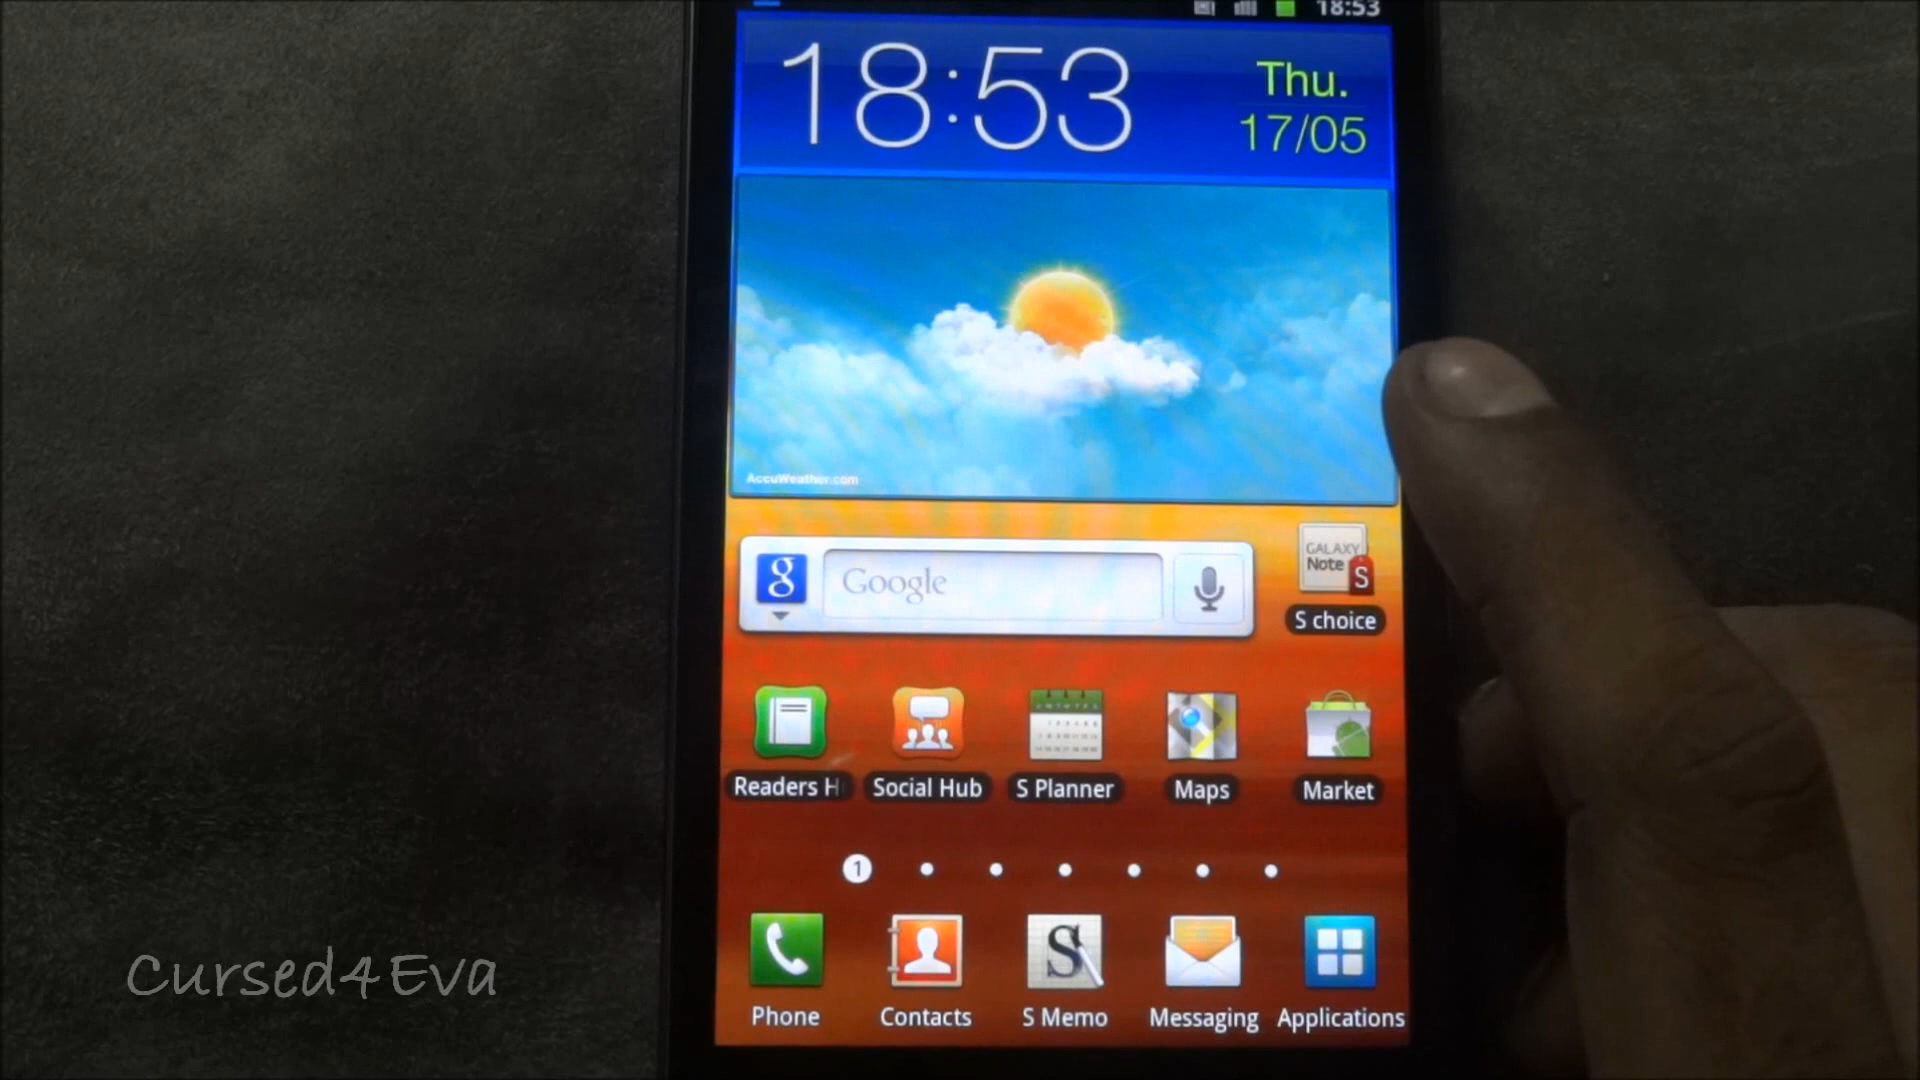 18:53
18:53
Thu.
17/05
AccuWeather.com
Google
GALAXY
Note
S
S choice
Readers H
Social Hub
S Planner
Maps
Market
1
S
Phone
Contacts
S Memo
Messaging
Applications
Cursed4Eva